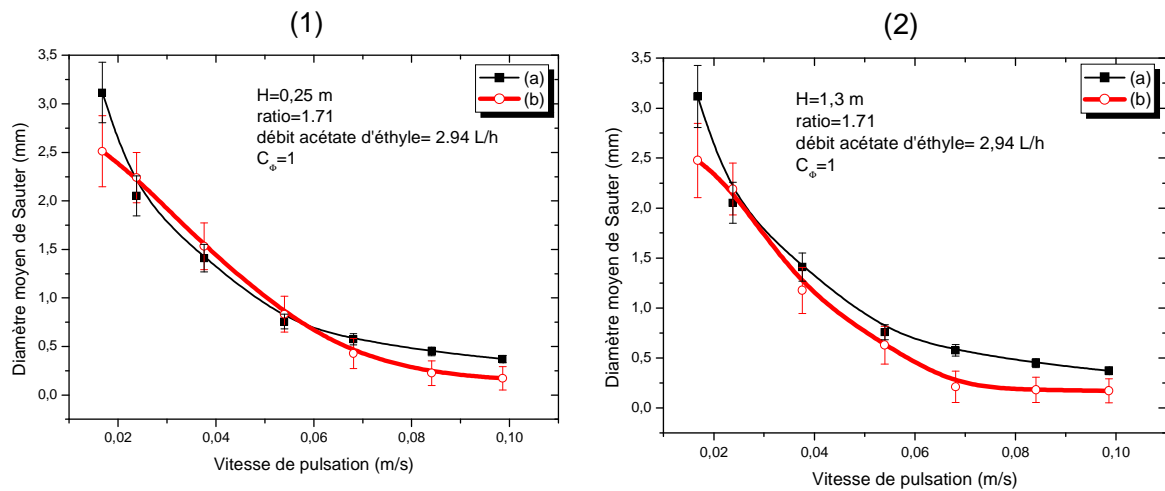 (1)
Diamètre moyen de Sauter (mm)
3,5
3,0
2,5
2,0
1,5
1,0
0,5
0,0
H=0,25 m
ratio=1.71
débit acétate d'éthyle= 2.94 L/h
CΦ=1
(a)
(b)
0,02 0,04 0,06 0,08 0,10
Vitesse de pulsation (m/s)
(2)
Diamètre moyen de Sauter (mm)
3,5
3,0
2,5
2,0
1,5
1,0
0,5
0,0
H=1,3 m
ratio=1.71
débit acétate d'éthyle= 2,94 L/h
CΦ=1
(a)
(b)
0,02 0,04 0,06 0,08 0,10
Vitesse de pulsation (m/s)